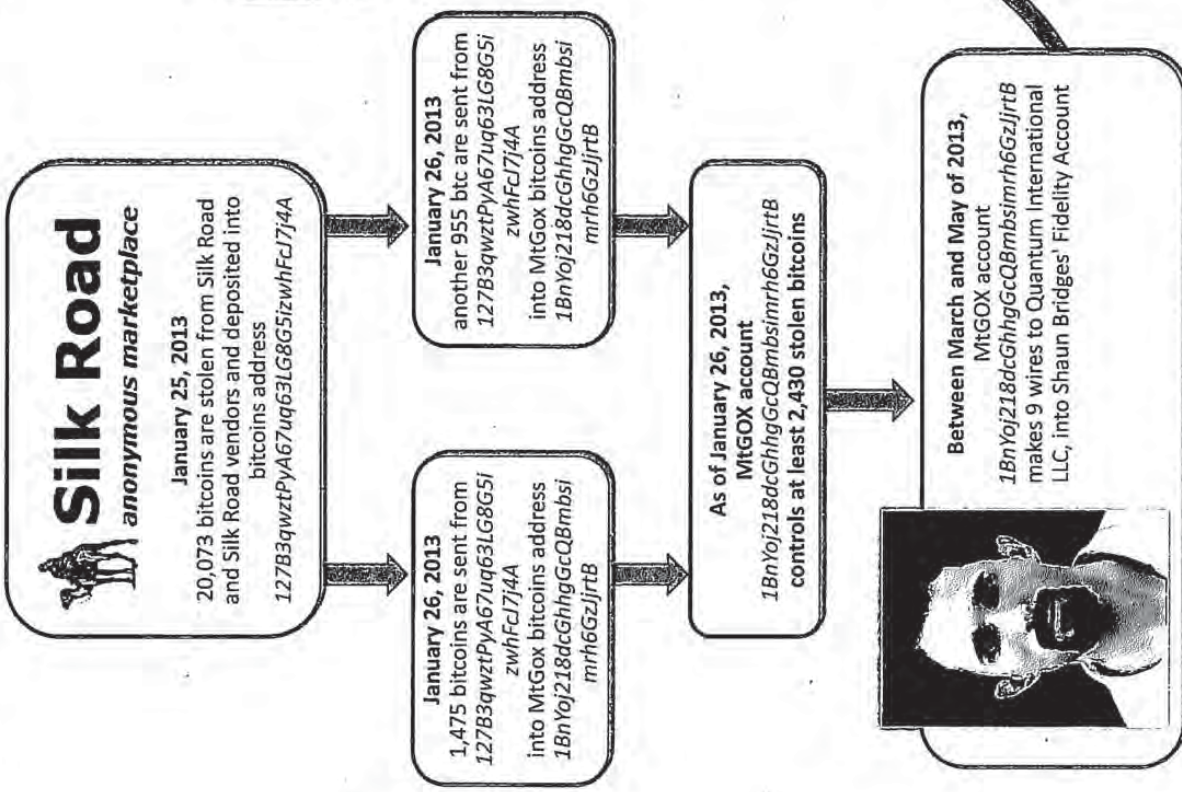 Silk Road
anonymous marketplace
January 25, 2013
20,073 bitcoins are stolen from Silk Road
and Silk Road vendors and deposited into
bitcoins address
127B3qwztPyA67uq63LG8G5izwhFcJ7j4A
January 26, 2013
1,475 bitcoins are sent from
127B3qwztPyA67uq63LG8G5i
zwhFcJ7j4A
into MtGox bitcoins address
1BnYoj218dcGhhgGcQBmbsi
mrh6GzJjrtB
January 26, 2013
another 955 btc are sent from
127B3qwztPyA67uq63LG8G5i
zwhFcJ7j4A
into MtGox bitcoins address
1BnYoj218dcGhhgGcQBmbsi
mrh6GzJjrtB
As of January 26, 2013,
MtGOX account
1BnYoj218dcGhhgGcQBmbsimrh6GzJjrtB
controls at least 2,430 stolen bitcoins
Between March and May of 2013,
MtGOX account
1BnYoj218dcGhhgGcQBmbsimrh6GzJjrtB
makes 9 wires to Quantum International
LLC, into Shaun Bridges' Fidelity Account